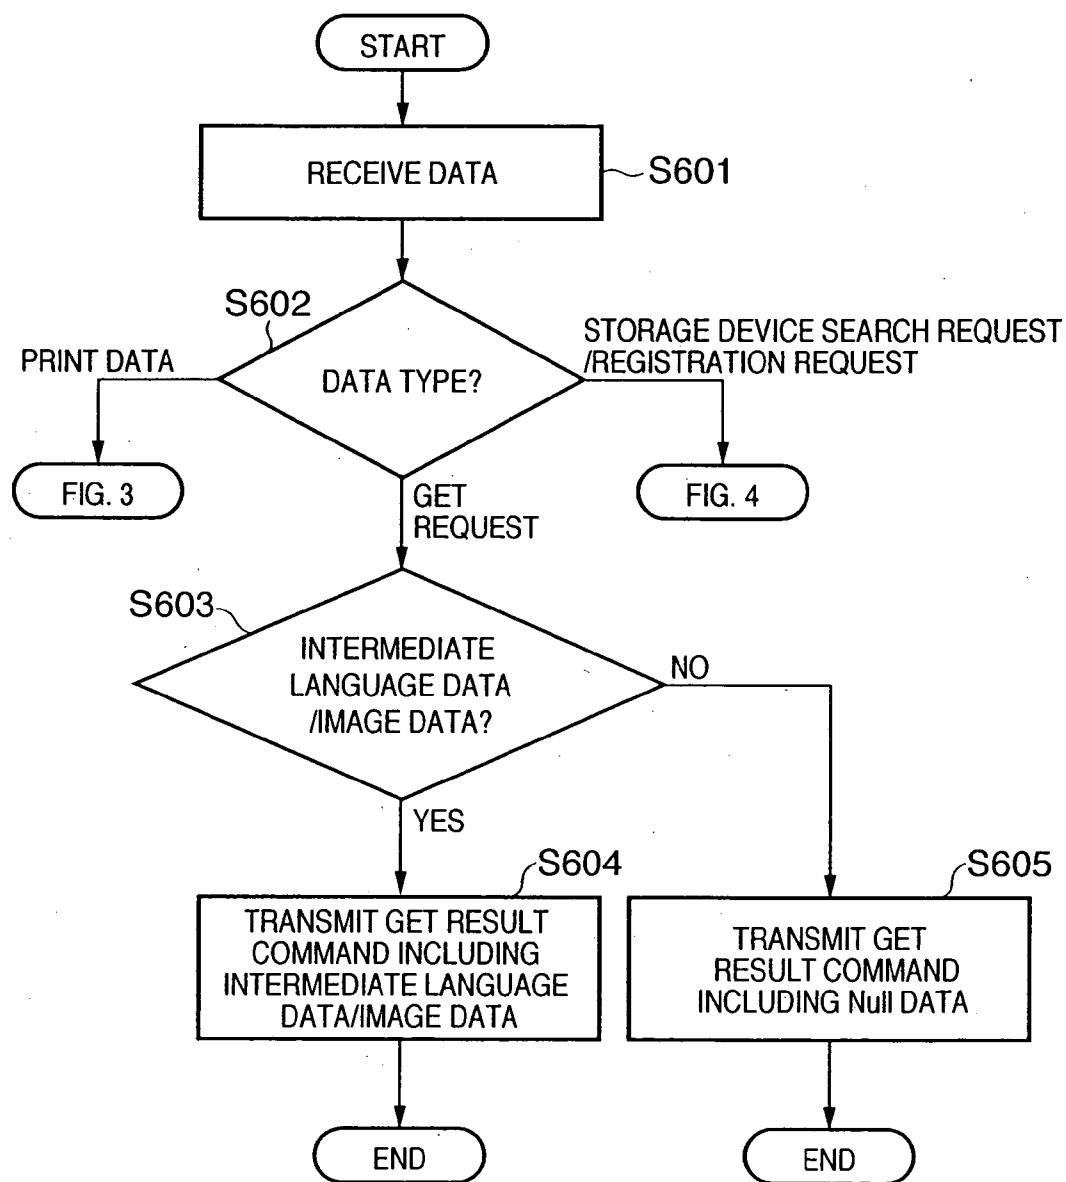 START
RECEIVE DATA
S601
S602
STORAGE DEVICE SEARCH REQUEST
/REGISTRATION REQUEST
PRINT DATA
DATA TYPE?
FIG. 3
FIG. 4
GET
REQUEST
S603
INTERMEDIATE
LANGUAGE DATA
/IMAGE DATA?
NO
YES
S604
S605
TRANSMIT GET RESULT
COMMAND INCLUDING
INTERMEDIATE LANGUAGE
DATA/IMAGE DATA
TRANSMIT GET
RESULT COMMAND
INCLUDING Null DATA
END
END